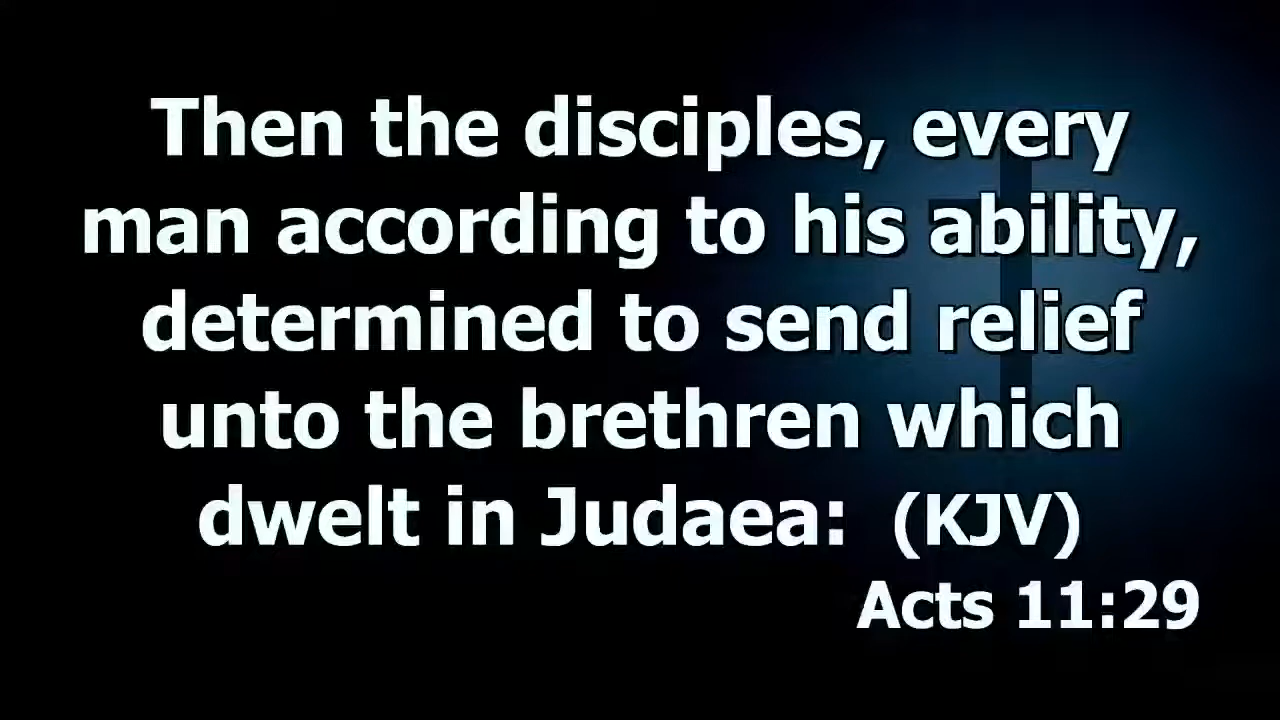 Then the disciples, every
man according to his ability,
determined to send relief
unto the brethren which
dwelt in Judaea: (KJV)
Acts 11:29